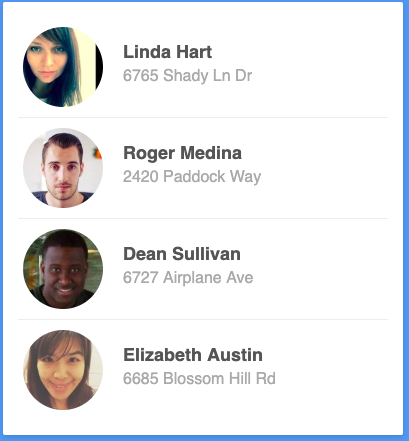 Linda Hart
6765 Shady Ln Dr
Roger Medina
2420 Paddock Way
Dean Sullivan
6727 Airplane Ave
Elizabeth Austin
6685 Blossom Hill Rd